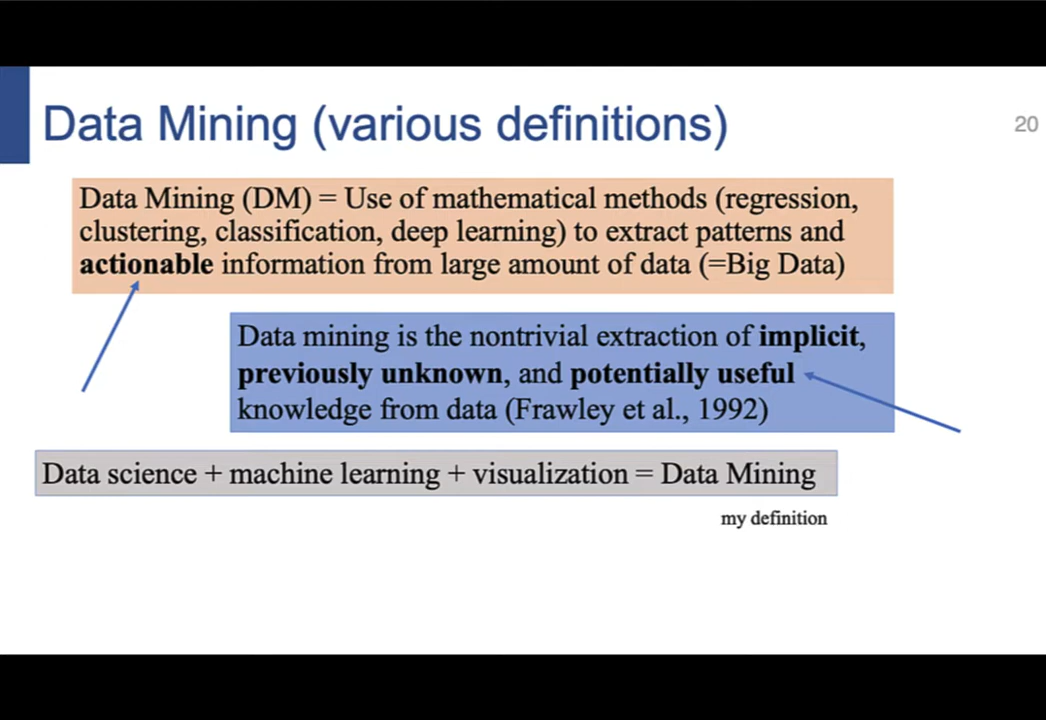 Data Mining (various definitions)
20
Data Mining (DM) = Use of mathematical methods (regression,
clustering, classification, deep learning) to extract patterns and
actionable information from large amount of data (=Big Data)
Data mining is the nontrivial extraction of implicit,
previously unknown, and potentially useful
knowledge from data (Frawley et al., 1992)
Data science + machine learning + visualization = Data Mining
my definition